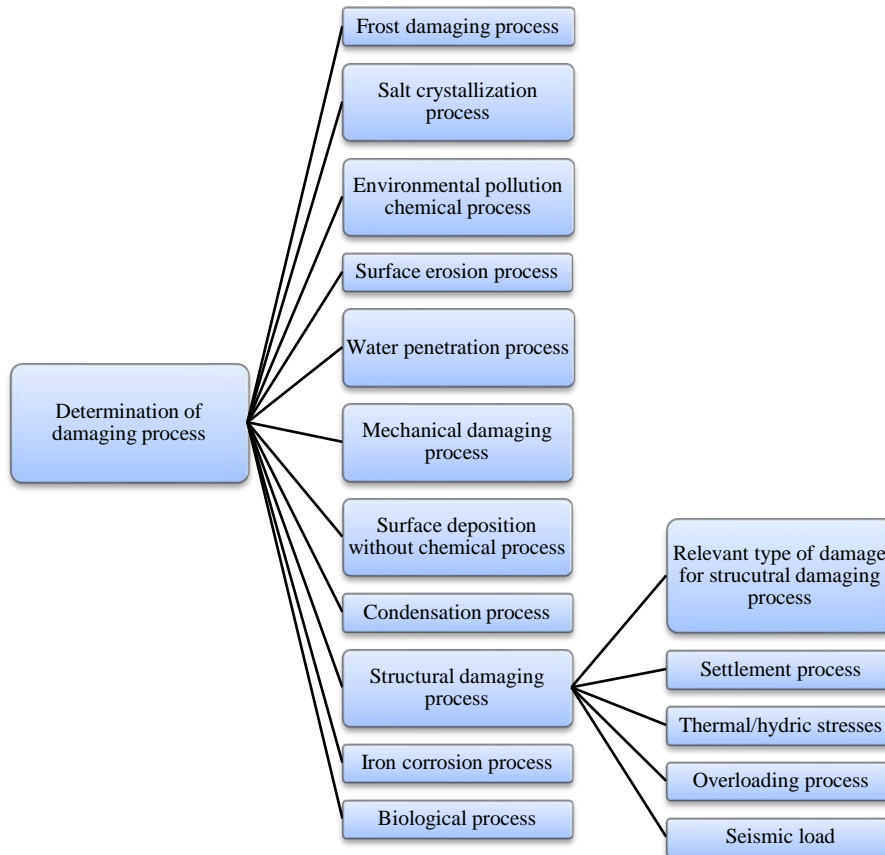 Determination of
damaging process
Frost damaging process
Salt crystallization
process
Environmental pollution
chemical process
Surface erosion process
Water penetration process
Mechanical damaging
process
Surface deposition
without chemical process
Condensation process
Structural damaging
process
Iron corrosion process
Biological process
Relevant type of damage
for strucutral damaging
process
Settlement process
Thermal/hydric stresses
Overloading process
Seismic load